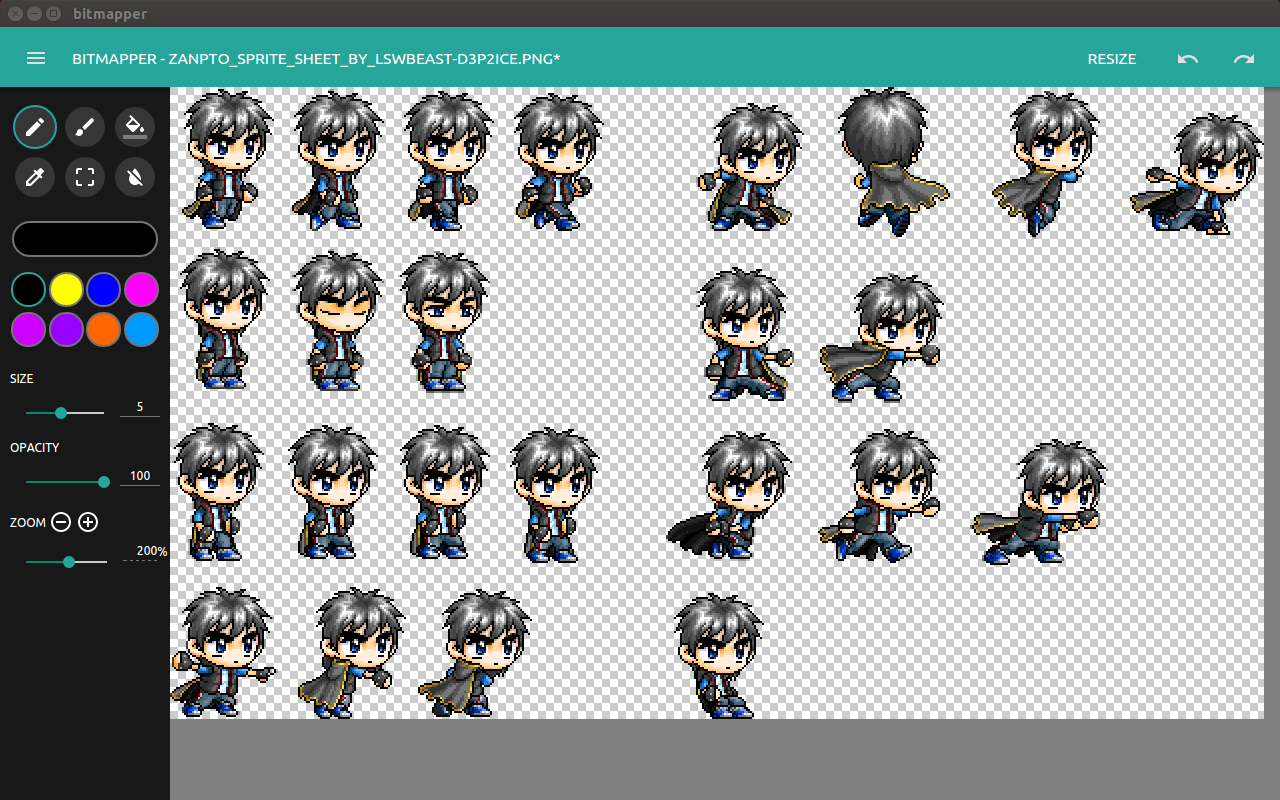 bitmapper
BITMAPPER - ZANPTO_SPRITE_SHEET_BY_LSWBEAST-D3P2ICE.PNG*
RESIZE
SIZE
5
OPACITY
100
ZOOM
200%